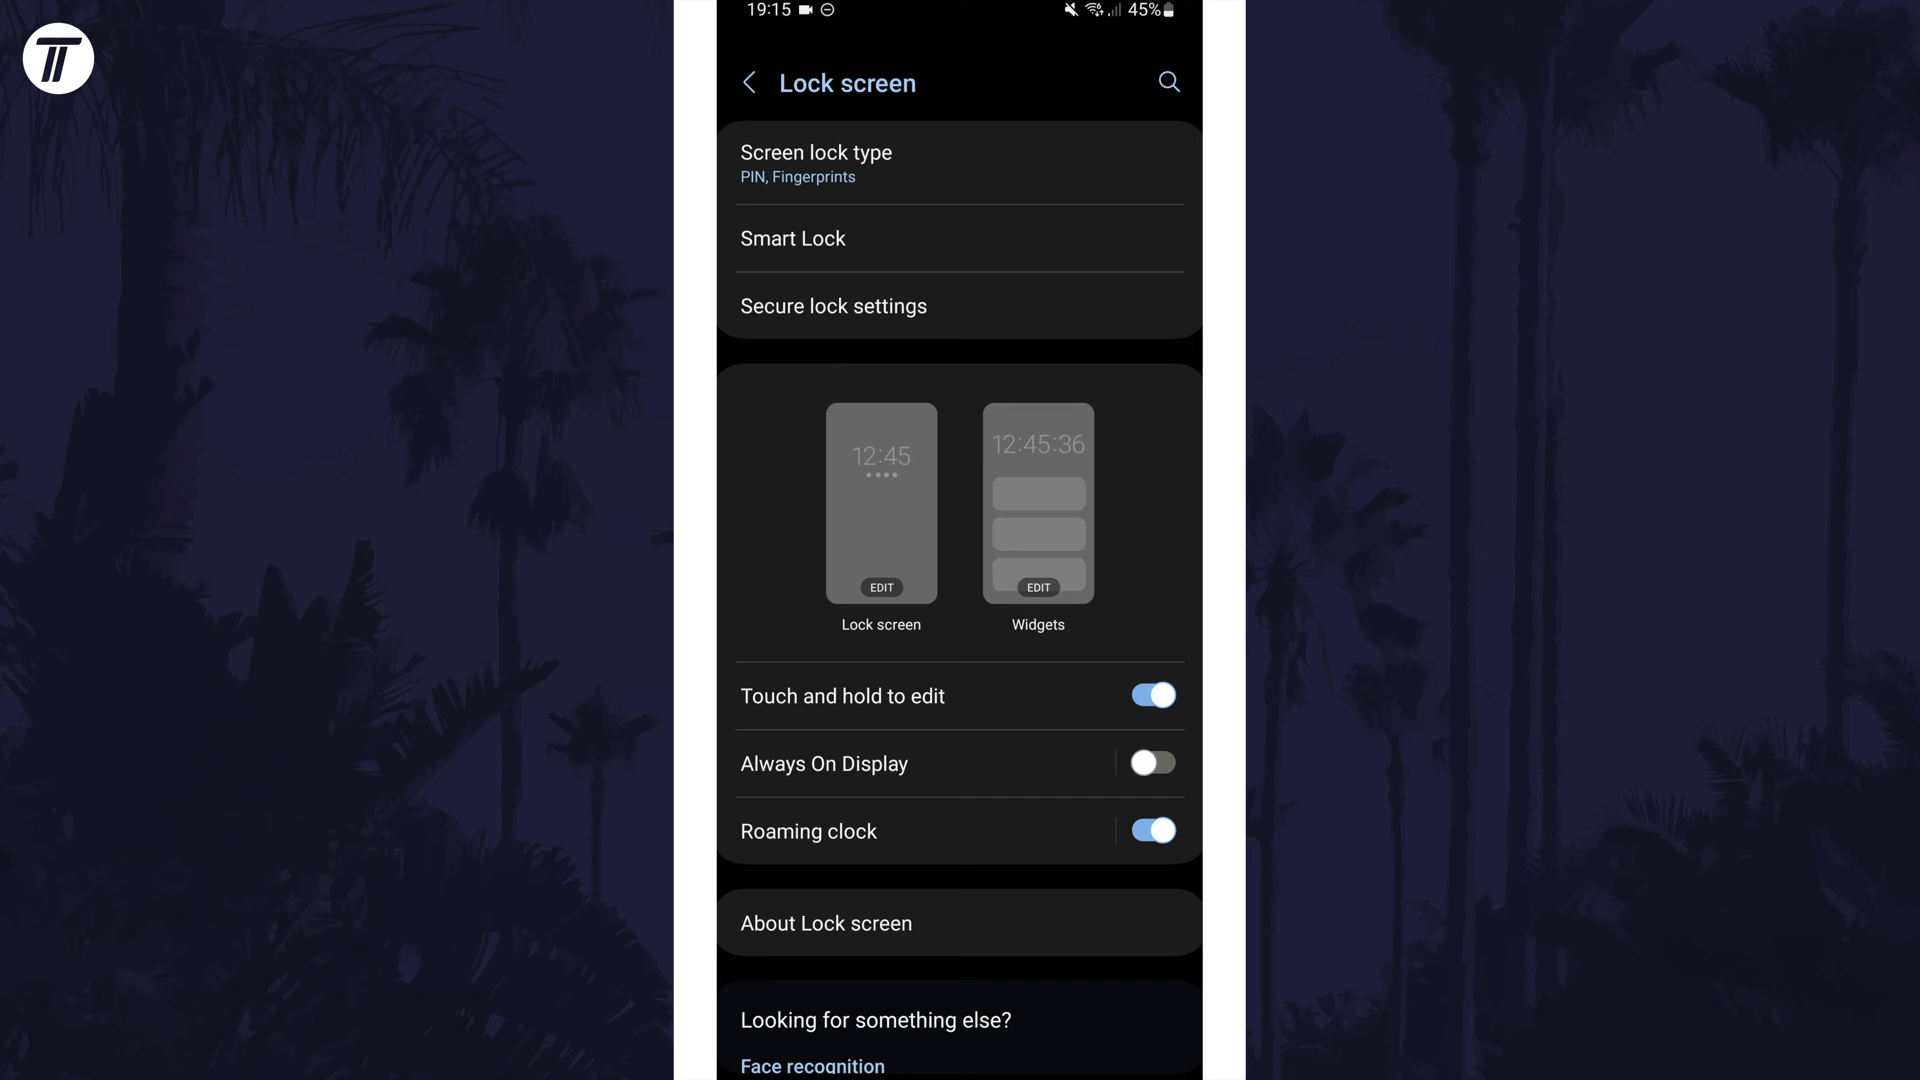 19:15
45%
Lock screen
Screen lock type
PIN, Fingerprints
Smart Lock
Secure lock settings
12:45
12:45:36
EDIT
EDIT
Lock screen
Widgets
Touch and hold to edit
Always On Display
Roaming clock
About Lock screen
Looking for something else?
Face recognition